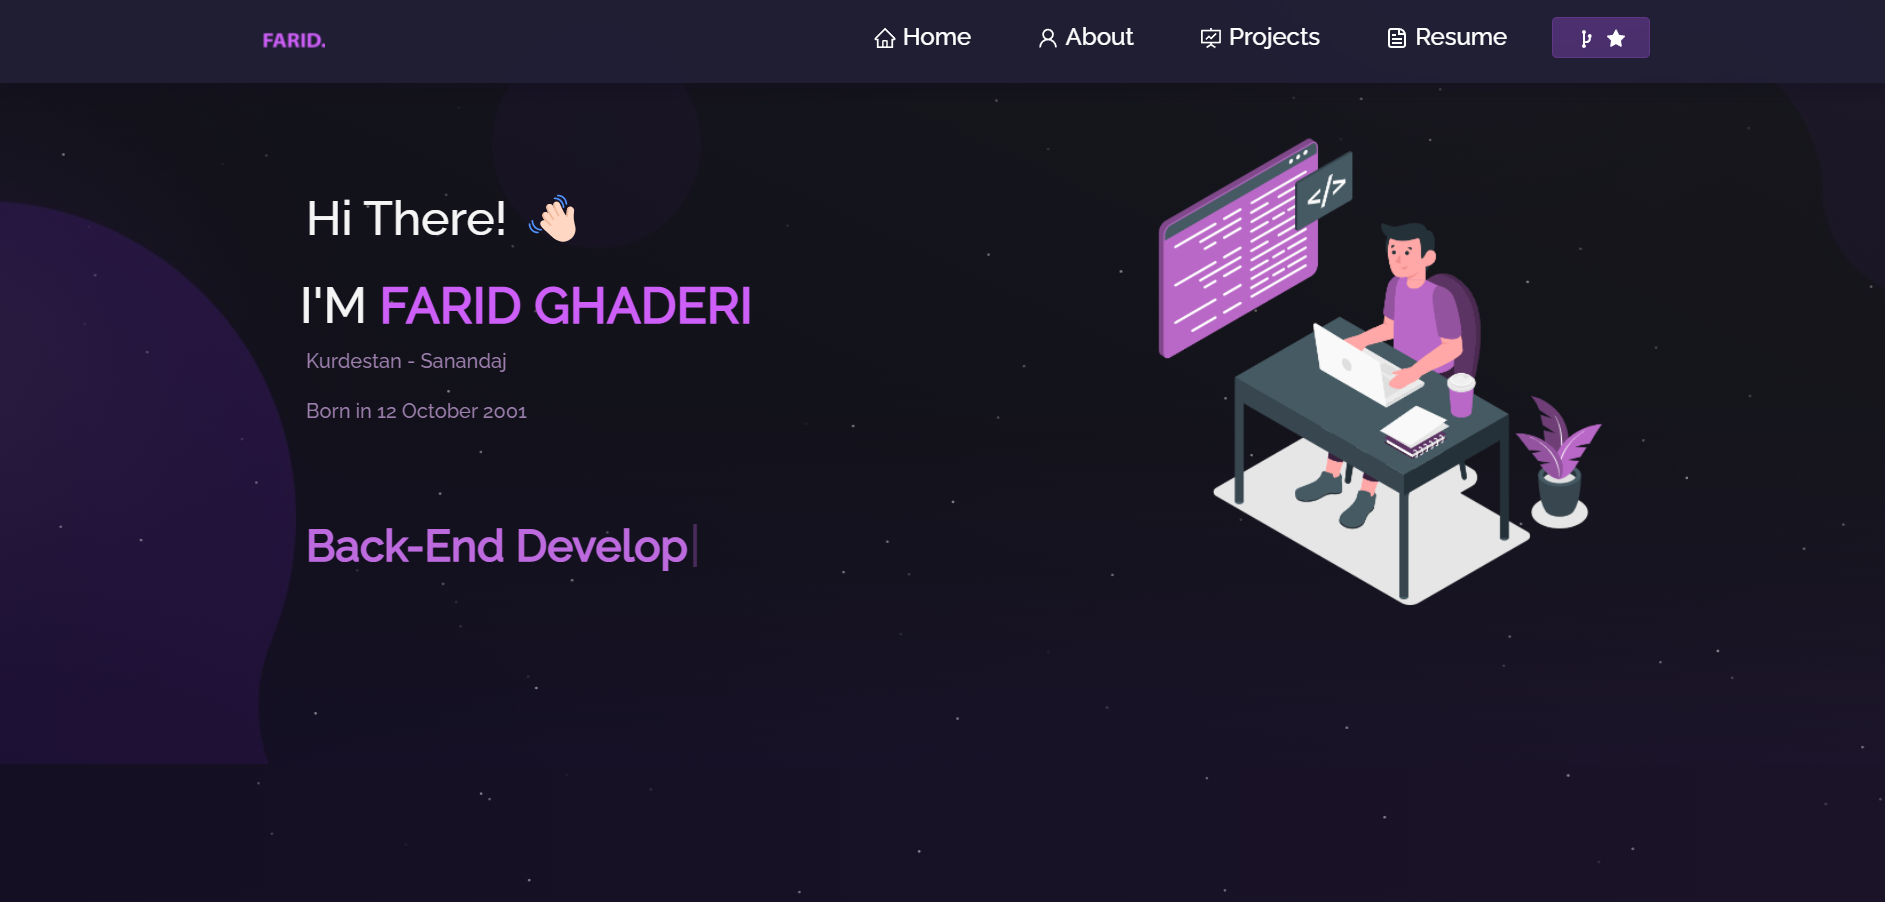 FARID.
Home About Projects Resume
Hi There! 👋🏻
I'M FARID GHADERI
Kurdestan - Sanandaj
Born in 12 October 2001
Back-End Develop|
</>